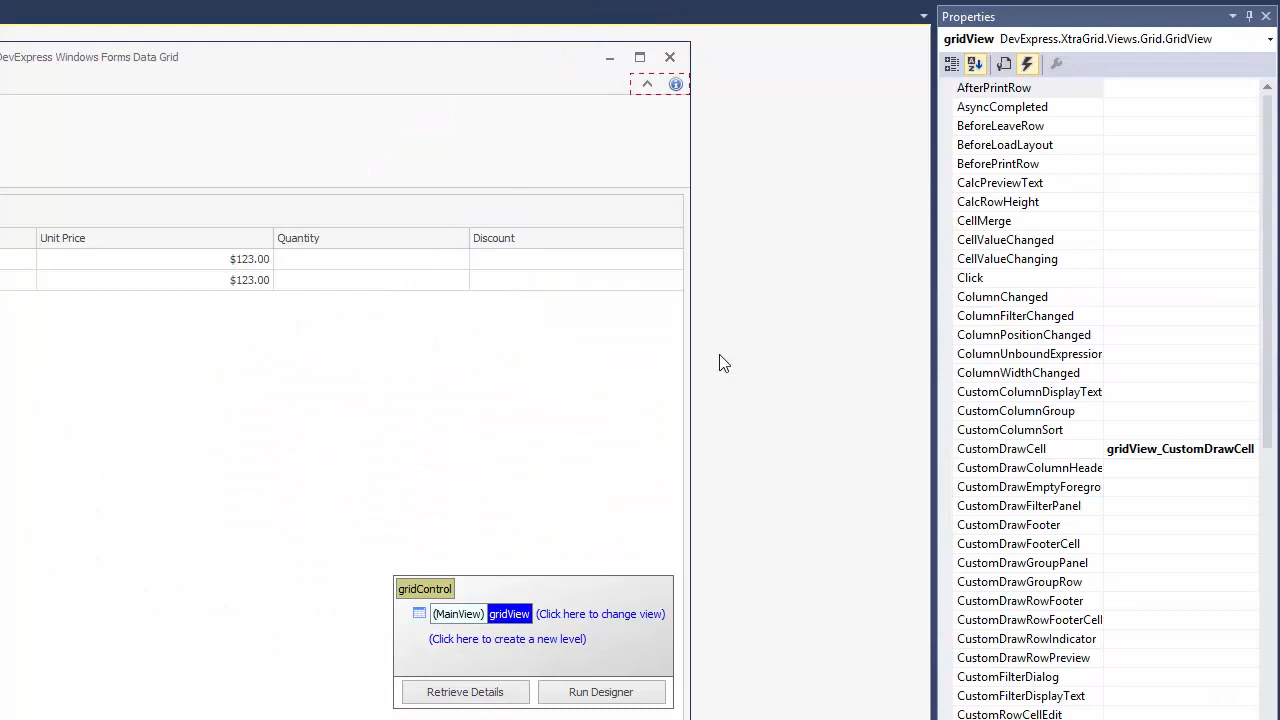 DevExpress Windows Forms Data Grid
Unit Price Quantity Discount
$123.00
$123.00
gridControl
(MainView) gridView (Click here to change view)
(Click here to create a new level)
Retrieve Details Run Designer
Properties
gridView DevExpress.XtraGrid.Views.Grid.GridView
AfterPrintRow
AsyncCompleted
BeforeLeaveRow
BeforeLoadLayout
BeforePrintRow
CalcPreviewText
CalcRowHeight
CellMerge
CellValueChanged
CellValueChanging
Click
ColumnChanged
ColumnFilterChanged
ColumnPositionChanged
ColumnUnboundExpression
ColumnWidthChanged
CustomColumnDisplayText
CustomColumnGroup
CustomColumnSort
CustomDrawCell gridView_CustomDrawCell
CustomDrawColumnHeade
CustomDrawEmptyForegro
CustomDrawFilterPanel
CustomDrawFooter
CustomDrawFooterCell
CustomDrawGroupPanel
CustomDrawGroupRow
CustomDrawRowFooter
CustomDrawRowFooterCell
CustomDrawRowIndicator
CustomDrawRowPreview
CustomFilterDialog
CustomFilterDisplayText
CustomRowCellEdit